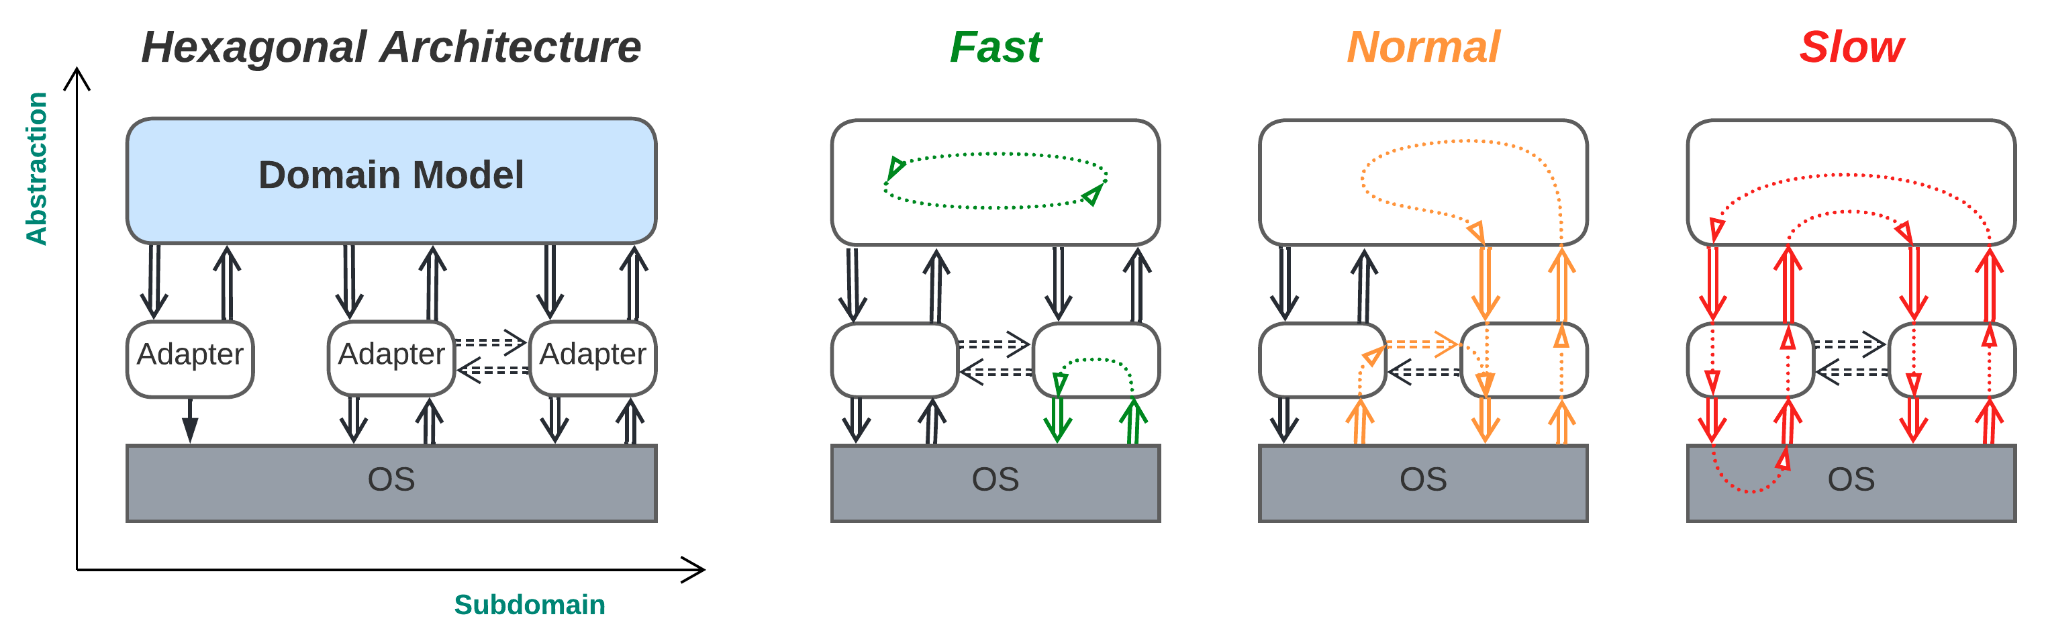 Hexagonal Architecture
Fast
Normal
Slow
Abstraction
Domain Model
Adapter
Adapter
Adapter
OS
OS
OS
OS
Subdomain